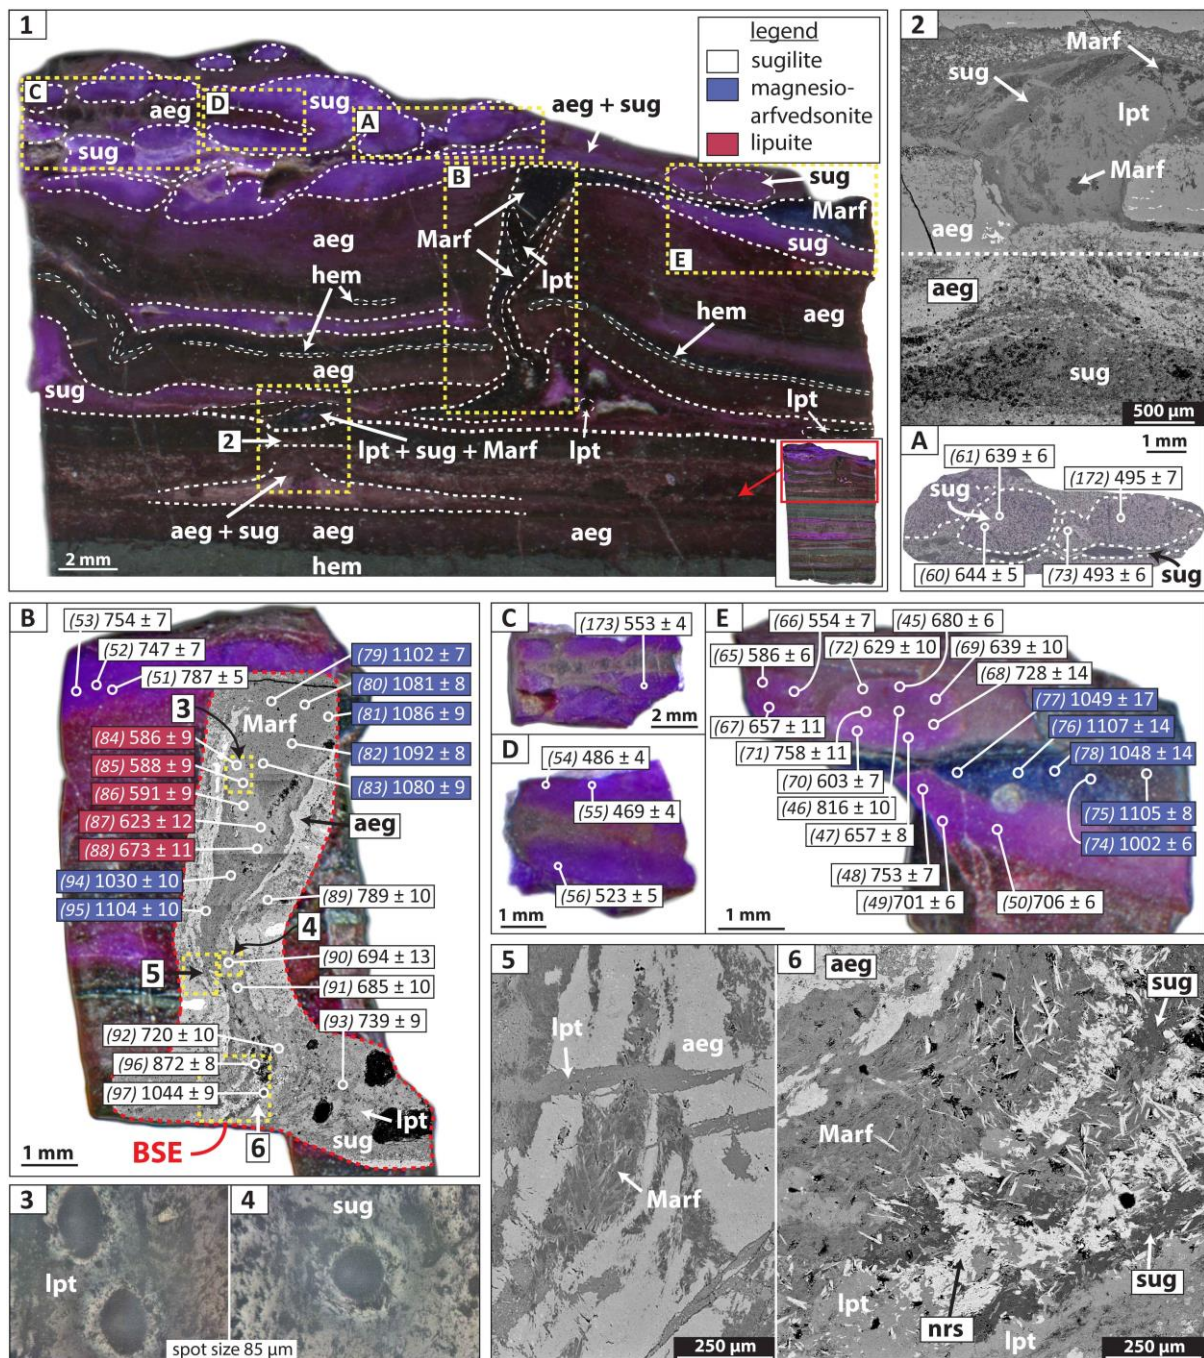 1
legend
sugilite
magnesio-
arfvedsonite
lipuite
C
aeg
D
sug
A
aeg + sug
sug
B
sug
Marf
aeg
Marf
sug
lpt
E
hem
aeg
hem
aeg
sug
lpt
2
lpt + sug + Marf
lpt
aeg + sug
aeg
aeg
2 mm
hem
2
Marf
sug
lpt
Marf
aeg
aeg
sug
500 µm
A
1 mm
(61) 639 ± 6
(172) 495 ± 7
sug
(60) 644 ± 5
(73) 493 ± 6
sug
B
(53) 754 ± 7
(52) 747 ± 7
(51) 787 ± 5
(79) 1102 ± 7
(80) 1081 ± 8
Marf
3
(81) 1086 ± 9
(84) 586 ± 9
(82) 1092 ± 8
(85) 588 ± 9
(83) 1080 ± 9
(86) 591 ± 9
(87) 623 ± 12
aeg
(88) 673 ± 11
(94) 1030 ± 10
(89) 789 ± 10
(95) 1104 ± 10
4
5
(90) 694 ± 13
(91) 685 ± 10
(93) 739 ± 9
(92) 720 ± 10
(96) 872 ± 8
(97) 1044 ± 9
lpt
6
sug
BSE
1 mm
C
(173) 553 ± 4
2 mm
D
(54) 486 ± 4
(55) 469 ± 4
(56) 523 ± 5
1 mm
E
(66) 554 ± 7
(45) 680 ± 6
(65) 586 ± 6
(72) 629 ± 10
(69) 639 ± 10
(68) 728 ± 14
(77) 1049 ± 17
(67) 657 ± 11
(76) 1107 ± 14
(71) 758 ± 11
(78) 1048 ± 14
(70) 603 ± 7
(46) 816 ± 10
(75) 1105 ± 8
(47) 657 ± 8
(74) 1002 ± 6
(48) 753 ± 7
(49)701 ± 6
(50)706 ± 6
1 mm
3
lpt
4
sug
spot size 85 µm
5
lpt
aeg
Marf
250 µm
6
aeg
sug
Marf
sug
lpt
nrs
lpt
250 µm